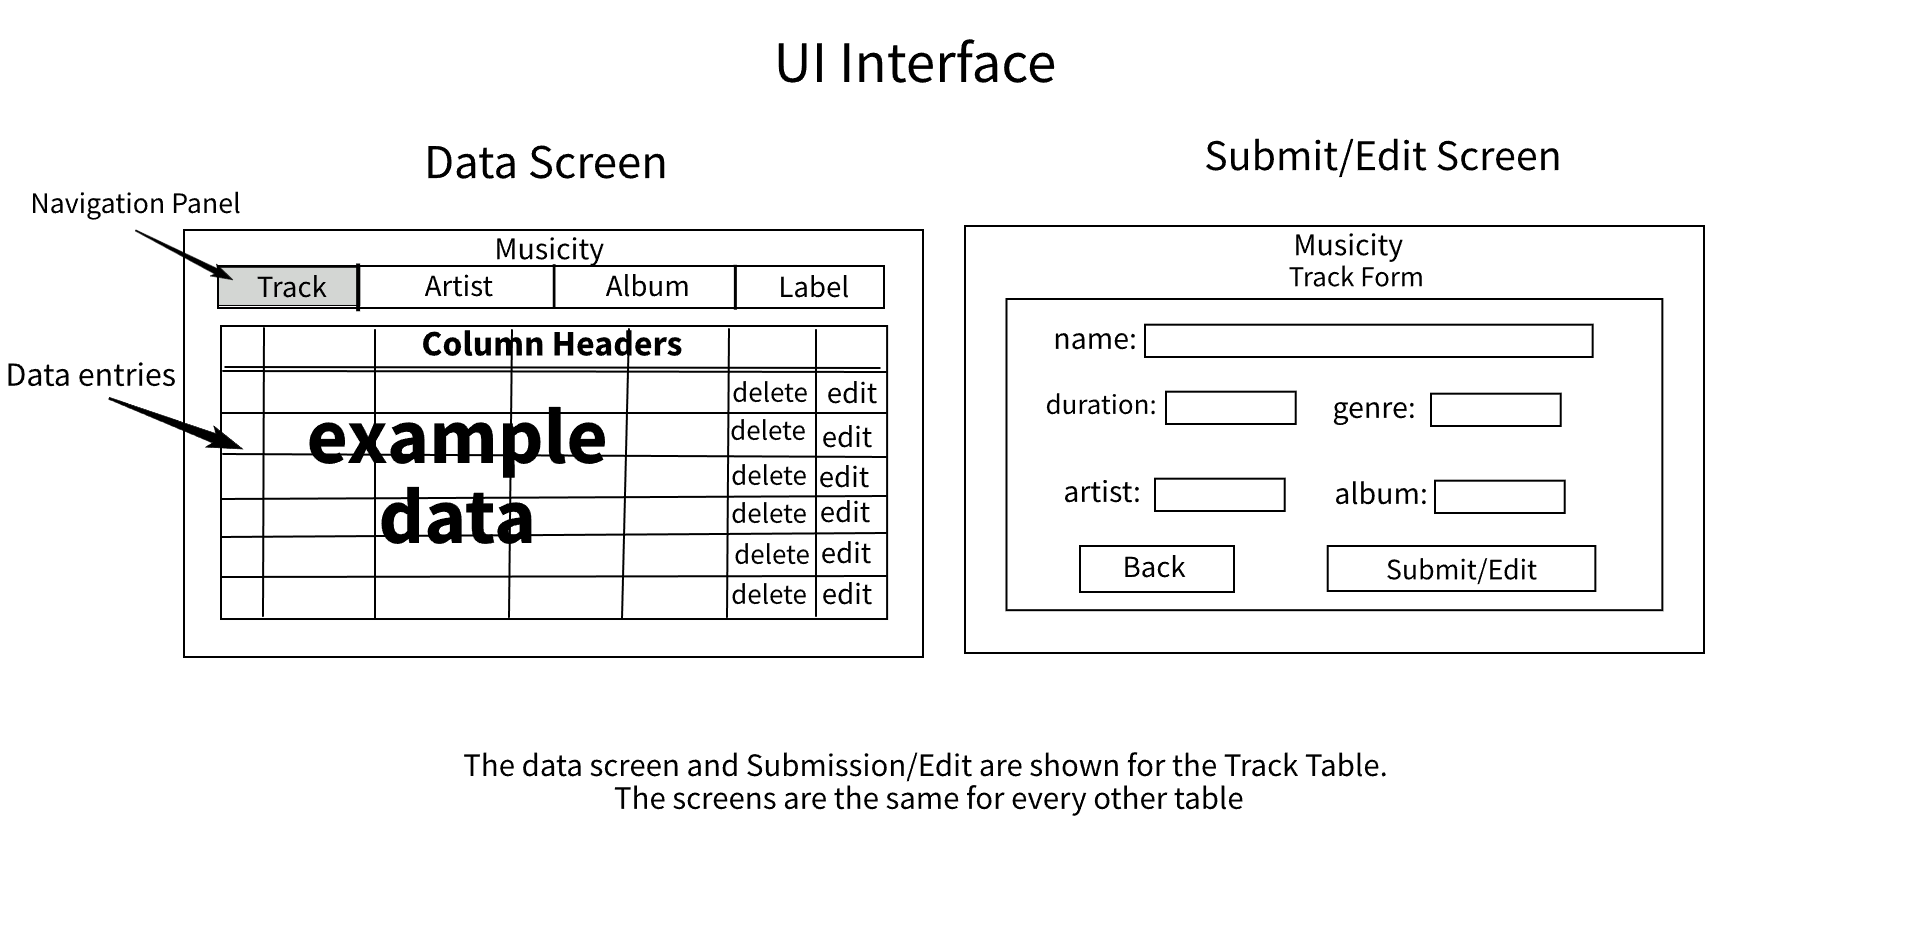 UI Interface
Data Screen
Navigation Panel
Musicity
Track Artist Album Label
Column Headers
Data entries
delete edit
example
delete edit
delete edit
data
delete edit
delete edit
delete edit
Submit/Edit Screen
Musicity
Track Form
name:
duration: genre:
artist: album:
Back Submit/Edit
The data screen and Submission/Edit are shown for the Track Table.
The screens are the same for every other table